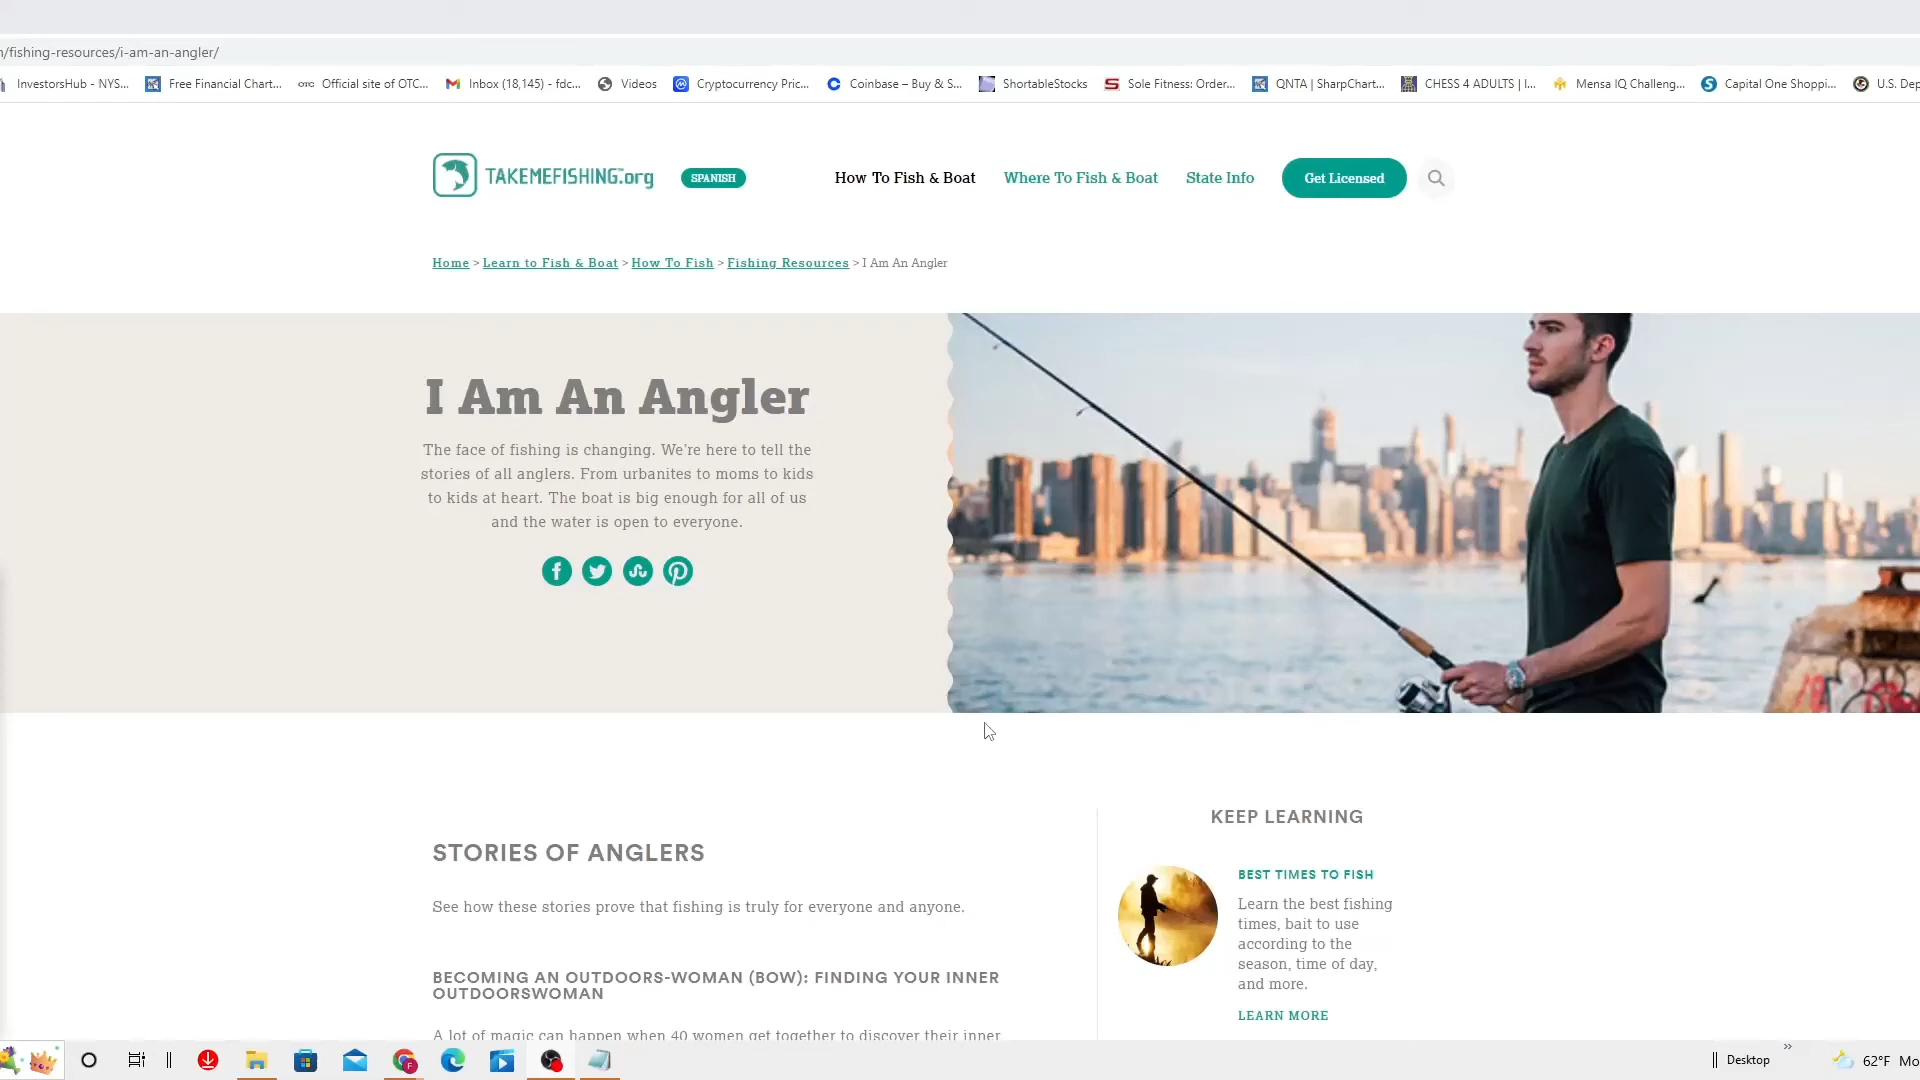 /fishing-resources/i-am-an-angler/
InvestorsHub - NYS... Free Financial Chart... OTC Official site of OTC... Inbox (18,145) - fdc... Videos Cryptocurrency Pric... Coinbase – Buy & S... ShortableStocks Sole Fitness: Order... QNTA | SharpChart... CHESS 4 ADULTS | I... Mensa IQ Challeng... Capital One Shoppi... U.S. Dep
TAKEMEFISHING™.org SPANISH How To Fish & Boat Where To Fish & Boat State Info Get Licensed
Home > Learn to Fish & Boat > How To Fish > Fishing Resources > I Am An Angler
I Am An Angler
The face of fishing is changing. We're here to tell the
stories of all anglers. From urbanites to moms to kids
to kids at heart. The boat is big enough for all of us
and the water is open to everyone.
STORIES OF ANGLERS
See how these stories prove that fishing is truly for everyone and anyone.
BECOMING AN OUTDOORS-WOMAN (BOW): FINDING YOUR INNER
OUTDOORSWOMAN
A lot of magic can happen when 40 women get together to discover their inner
KEEP LEARNING
BEST TIMES TO FISH
Learn the best fishing
times, bait to use
according to the
season, time of day,
and more.
LEARN MORE
Desktop » 62°F Mo